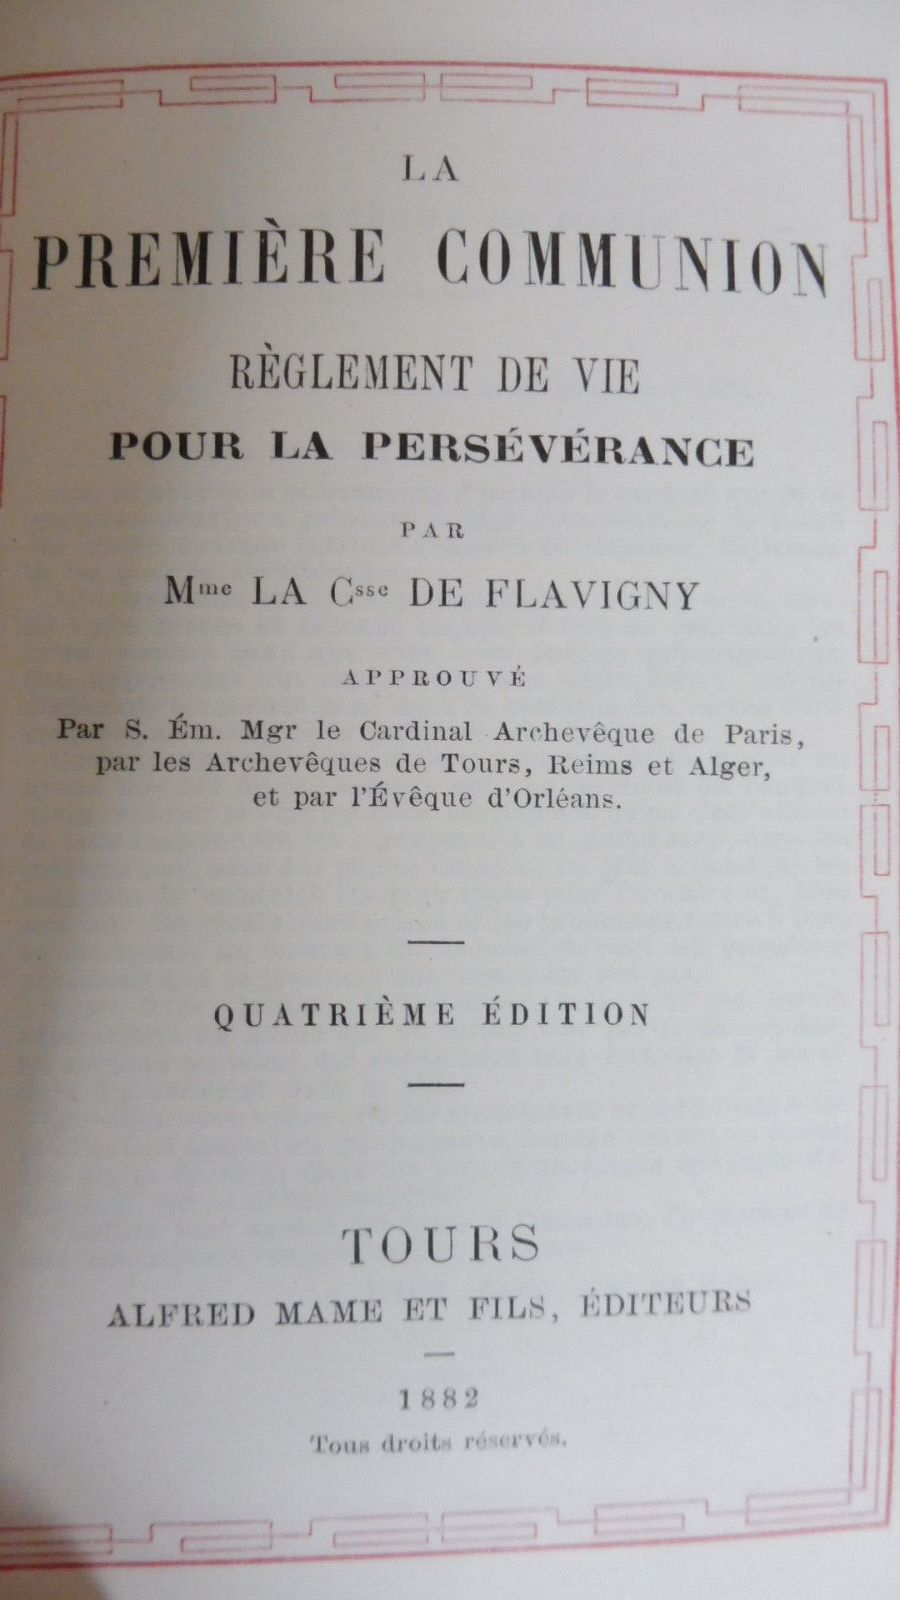 LA
PREMIÈRE COMMUNION
RÈGLEMENT DE VIE
POUR LA PERSÉVÉRANCE
PAR
Mme LA Csse DE FLAVIGNY
APPROUVÉ
Par S. Ém. Mgr le Cardinal Archevêque de Paris,
par les Archevêques de Tours, Reims et Alger,
et par l'Évêque d'Orléans.
QUATRIÈME ÉDITION
TOURS
ALFRED MAME ET FILS, ÉDITEURS
1882
Tous droits réservés.